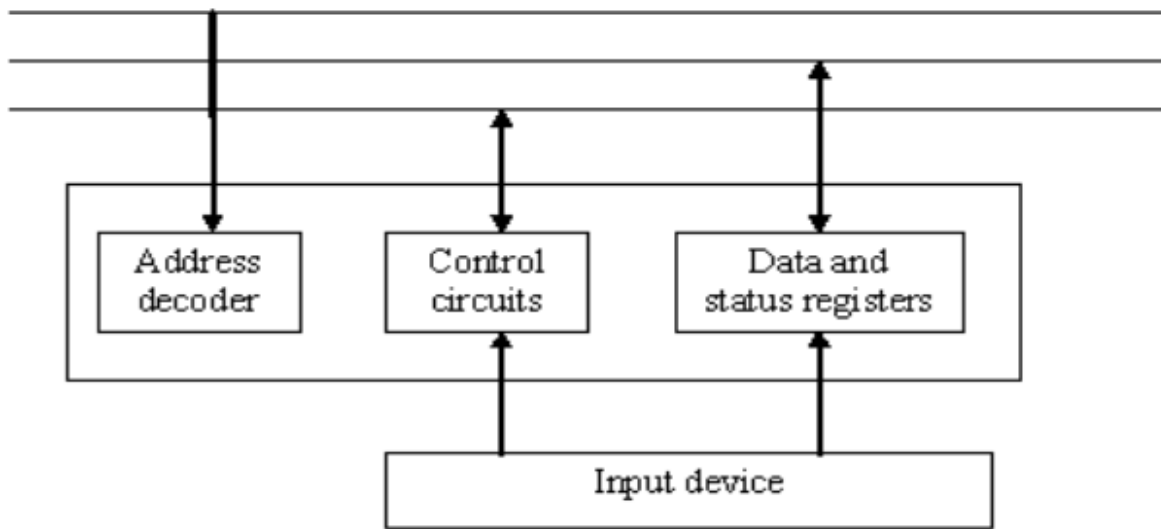 Address
decoder
Control
circuits
Data and
status registers
Input device